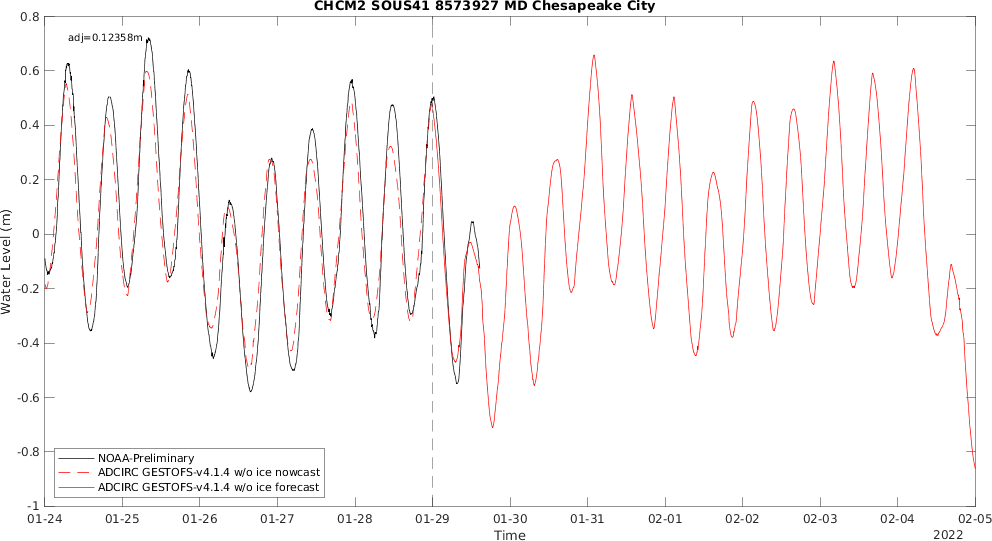 CHCM2 SOUS41 8573927 MD Chesapeake City
adj=0.12358m
0.8
0.6
0.4
0.2
0
-0.2
-0.4
-0.6
-0.8
-1
Water Level (m)
NOAA-Preliminary
ADCIRC GESTOFS-v4.1.4 w/o ice nowcast
ADCIRC GESTOFS-v4.1.4 w/o ice forecast
01-24 01-25 01-26 01-27 01-28 01-29 01-30 01-31 02-01 02-02 02-03 02-04 02-05
Time
2022